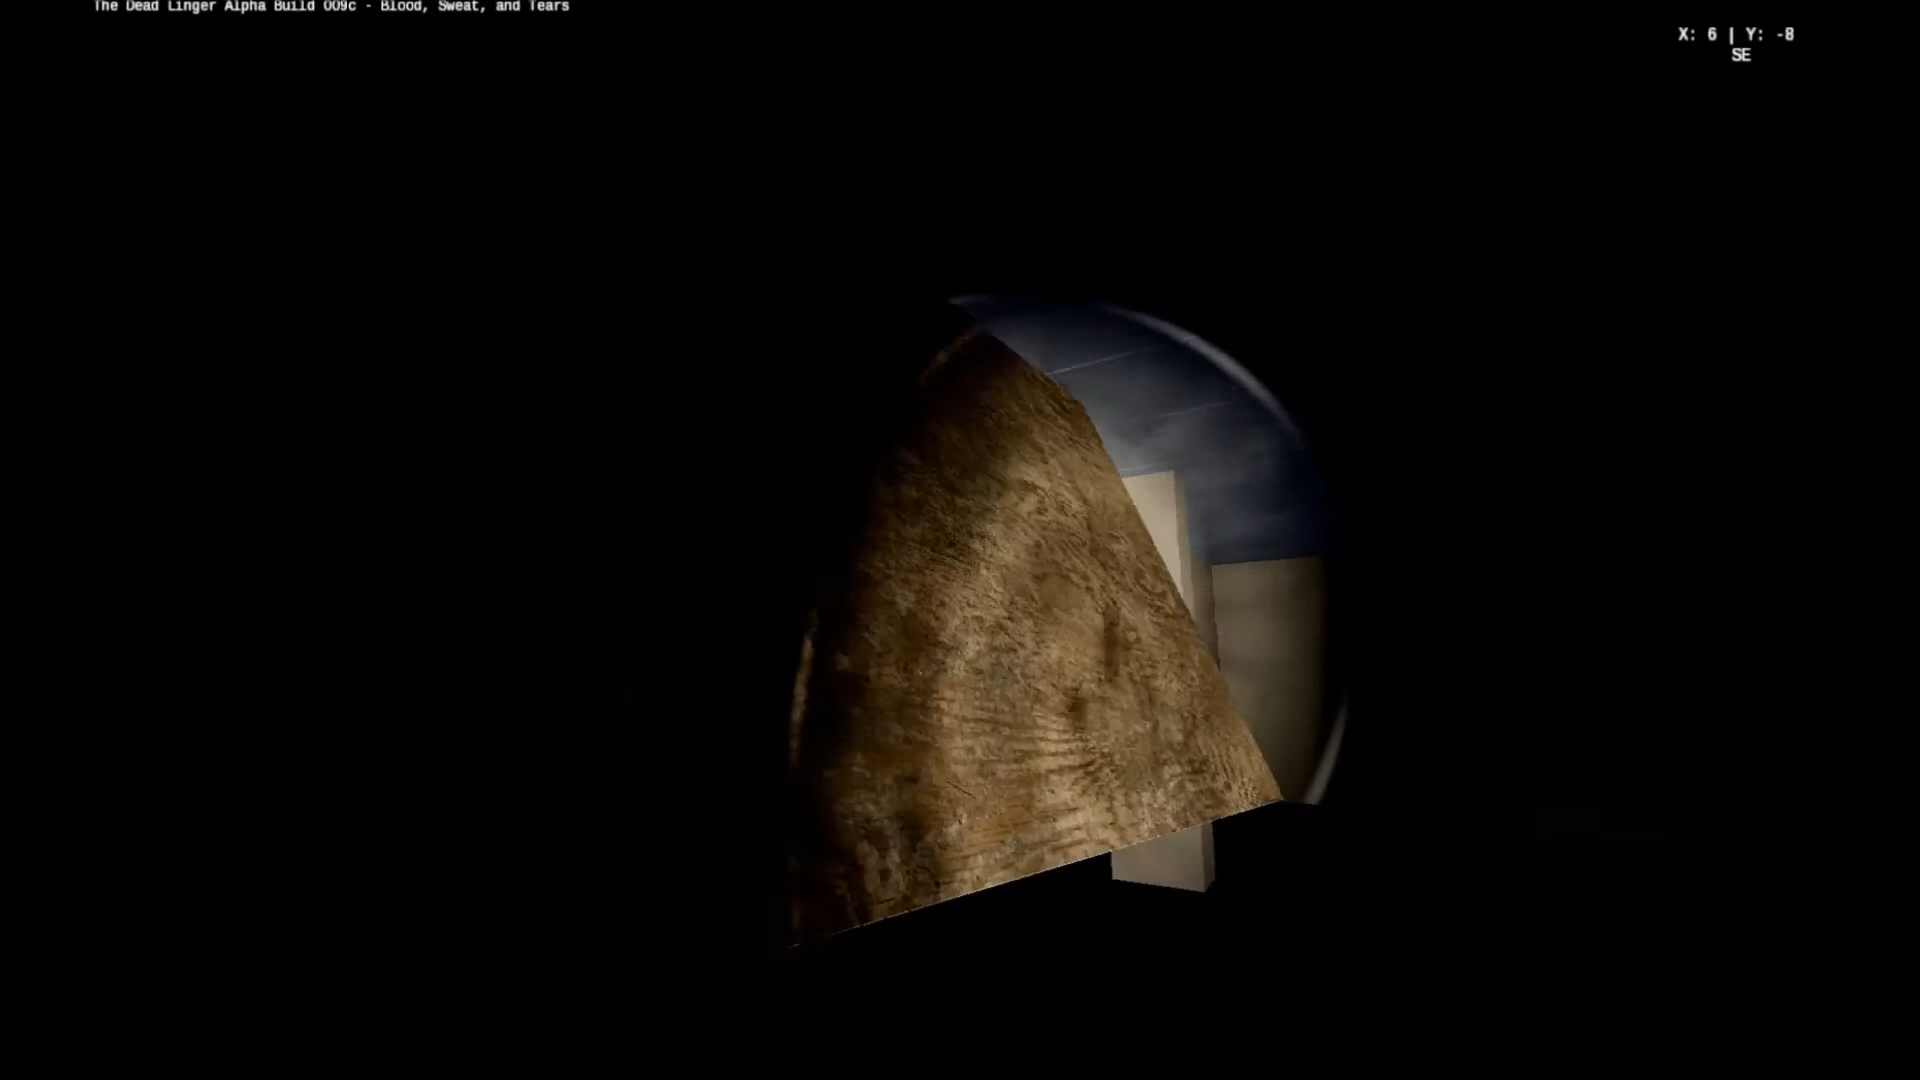 The Dead Linger Alpha Build 009c - Blood, Sweat, and Tears
X: 6 | Y: -8
SE